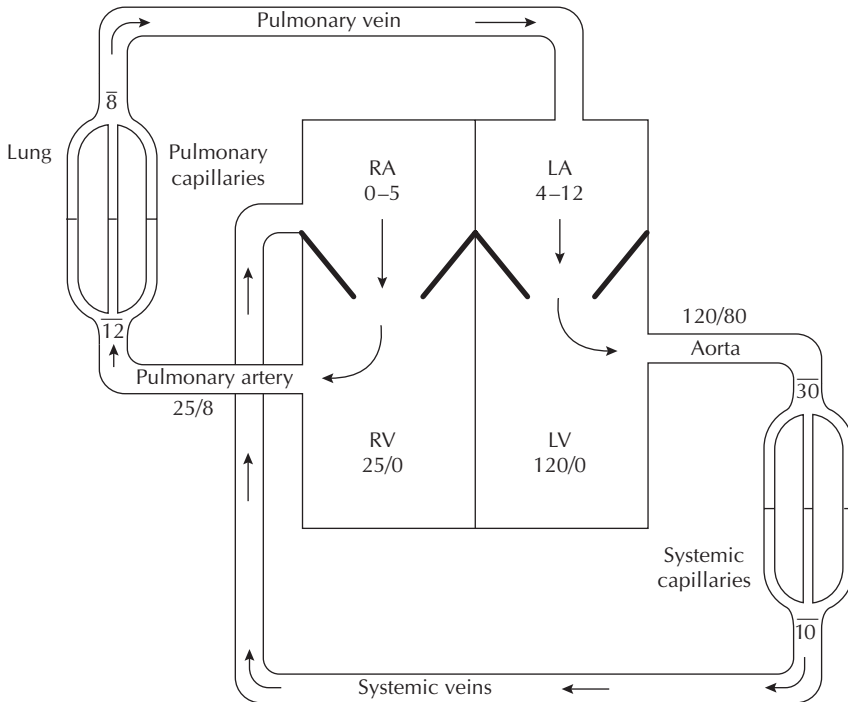 Pulmonary vein
8
Lung
Pulmonary
capillaries
RA
0–5
LA
4–12
12
120/80
Aorta
Pulmonary artery
25/8
30
RV
25/0
LV
120/0
Systemic
capillaries
10
Systemic veins